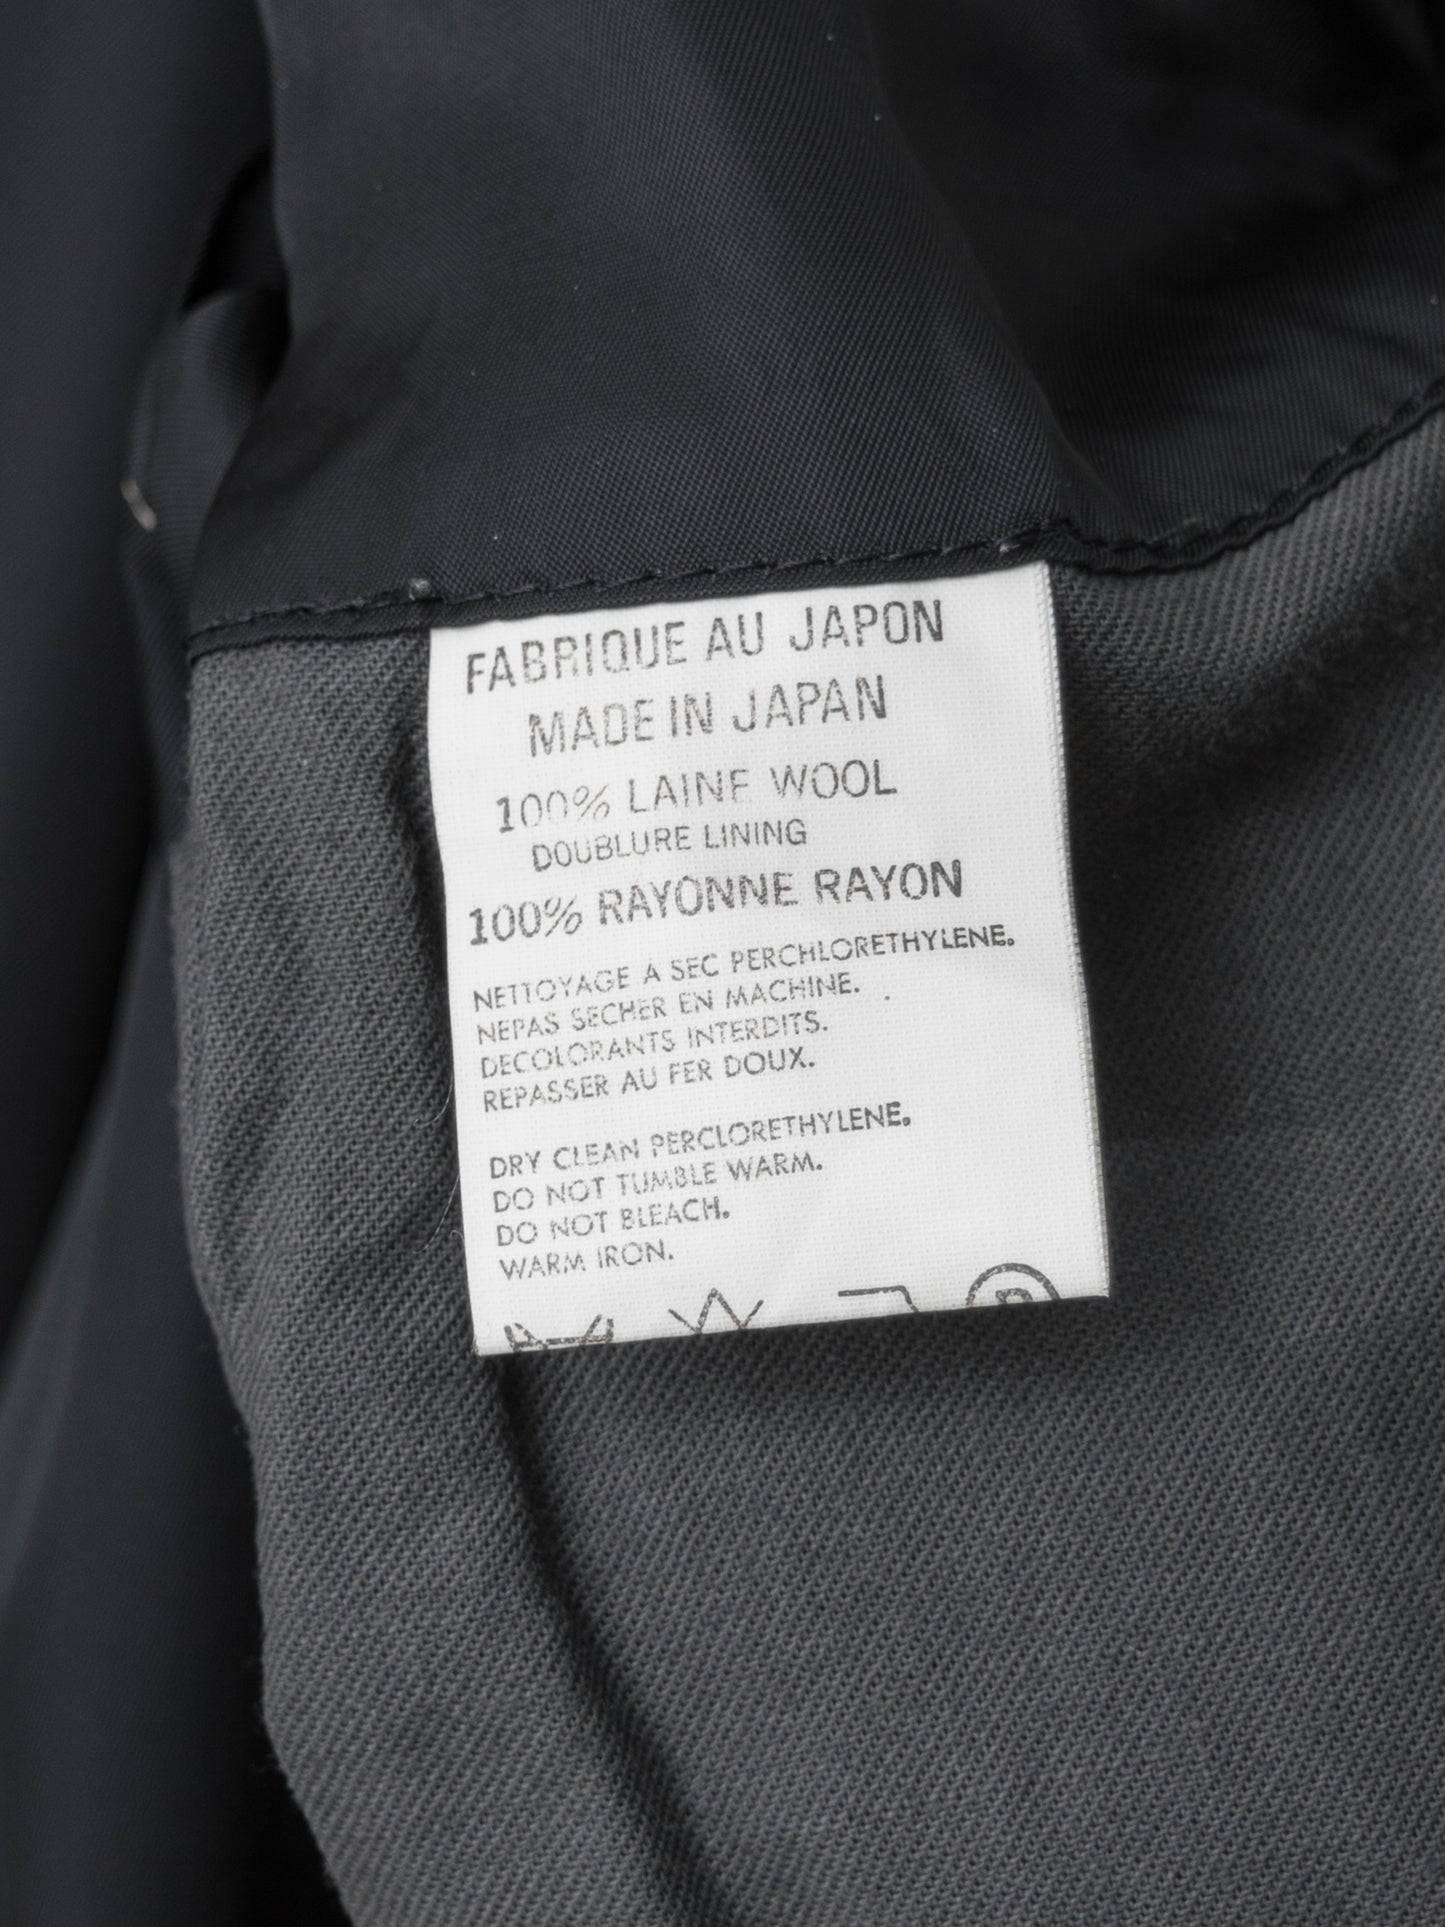 FABRIQUE AU JAPON
MADE IN JAPAN
100% LAINE WOOL
DOUBLURE LINING
100% RAYONNE RAYON
NETTOYAGE A SEC PERCHLORETHYLENE.
NEPAS SECHER EN MACHINE.
DECOLORANTS INTERDITS.
REPASSER AU FER DOUX.
DRY CLEAN PERCLORETHYLENE.
DO NOT TUMBLE WARM.
DO NOT BLEACH.
WARM IRON.
P